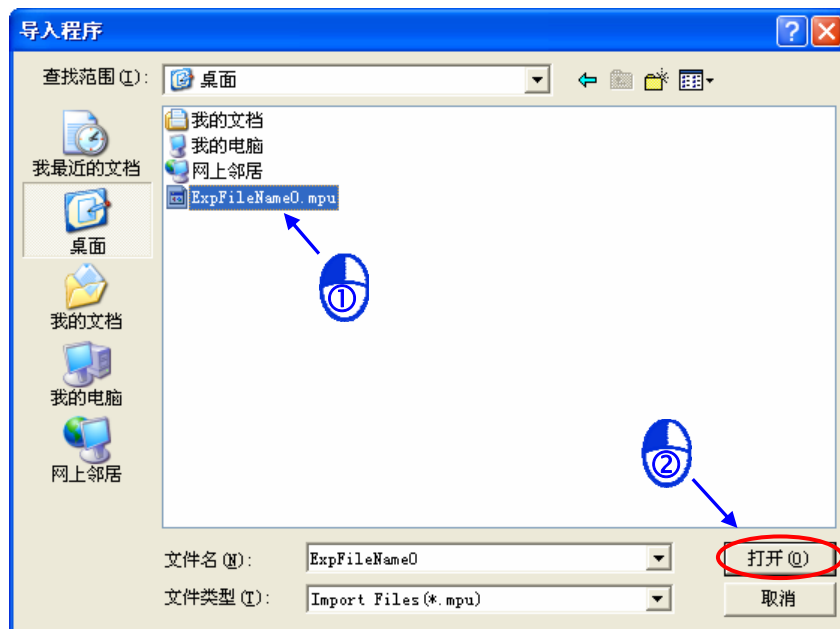 导入程序
查找范围(I):
桌面
我的文档
我的电脑
网上邻居
ExpFileName0.mpu
我最近的文档
桌面
我的文档
我的电脑
网上邻居
①
②
文件名(N):
ExpFileName0
打开(O)
文件类型(T):
Import Files(*.mpu)
取消